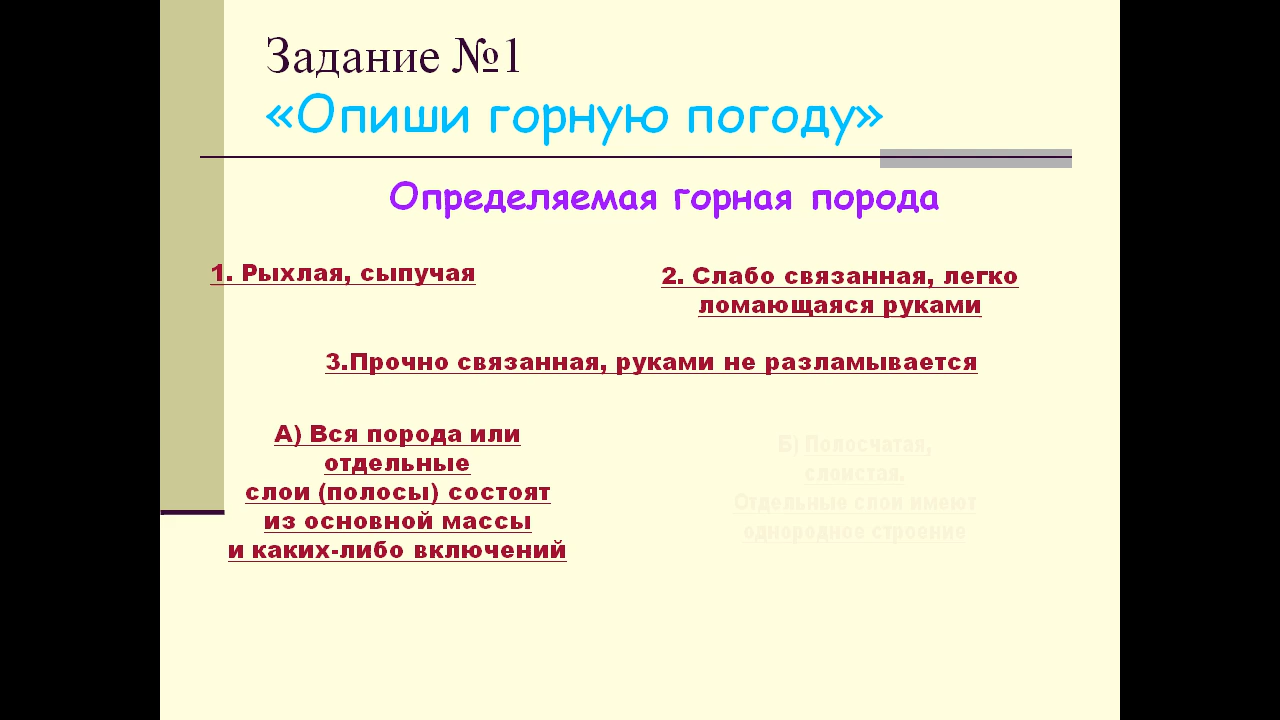 Задание №1
«Опиши горную погоду»
Определяемая горная порода
1. Рыхлая, сыпучая
2. Слабо связанная, легко
ломающаяся руками
3.Прочно связанная, руками не разламывается
А) Вся порода или
отдельные
слои (полосы) состоят
из основной массы
и каких-либо включений
Б) Полосчатая,
слоистая.
Отдельные слои имеют
однородное строение